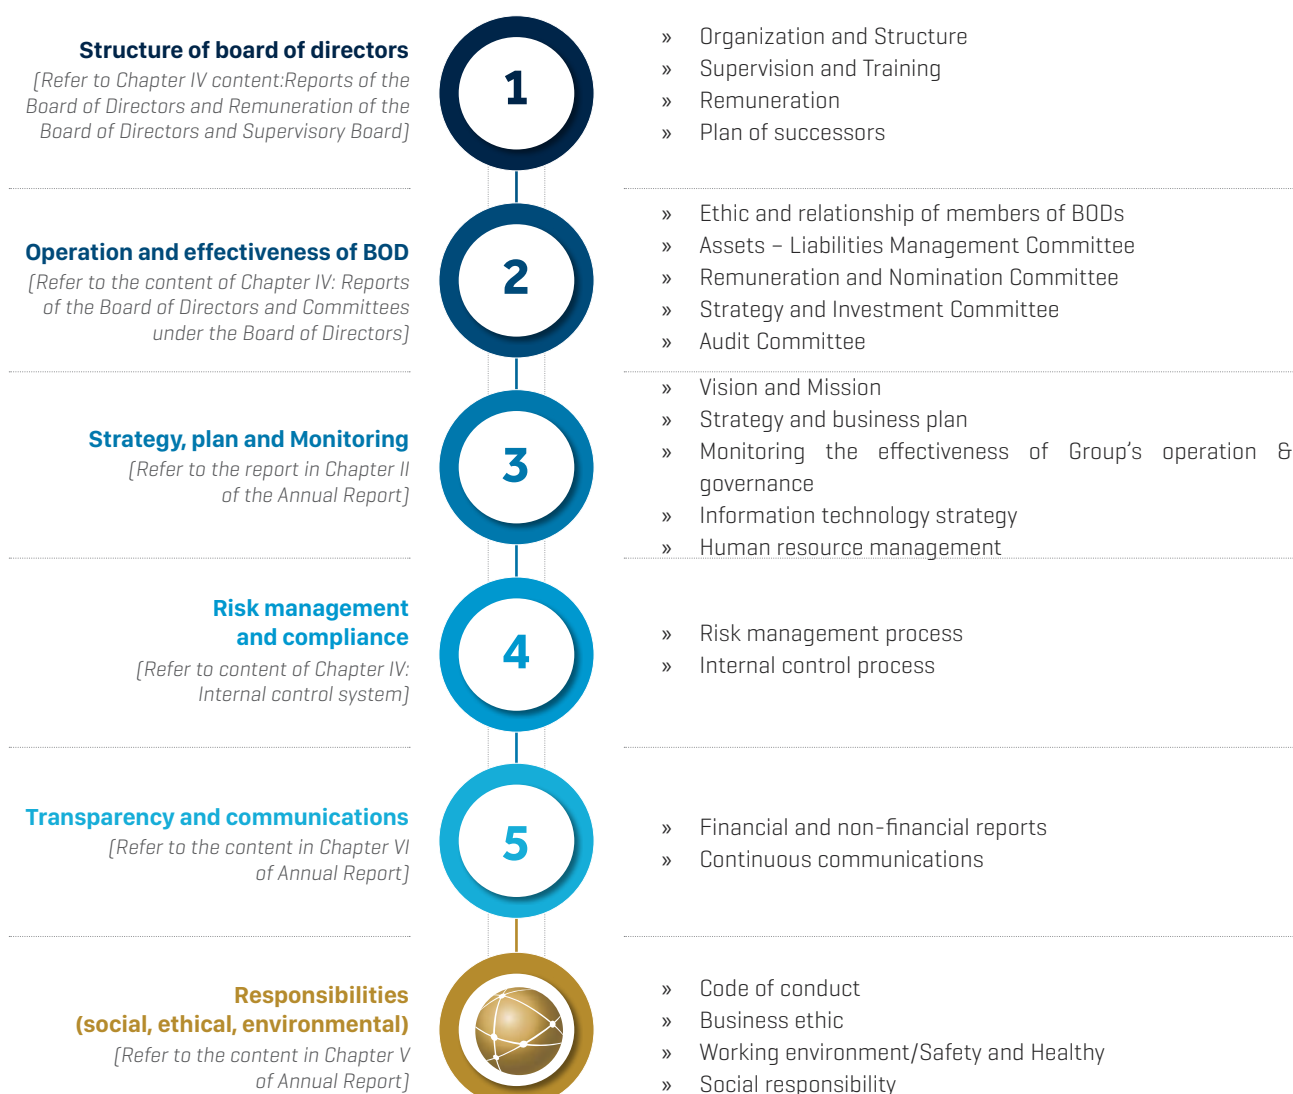 Structure of board of directors
[Refer to Chapter IV content:Reports of the
Board of Directors and Remuneration of the
Board of Directors and Supervisory Board]
1
» Organization and Structure
» Supervision and Training
» Remuneration
» Plan of successors
Operation and effectiveness of BOD
[Refer to the content of Chapter IV: Reports
of the Board of Directors and Committees
under the Board of Directors]
2
» Ethic and relationship of members of BODs
» Assets – Liabilities Management Committee
» Remuneration and Nomination Committee
» Strategy and Investment Committee
» Audit Committee
Strategy, plan and Monitoring
[Refer to the report in Chapter II
of the Annual Report]
3
» Vision and Mission
» Strategy and business plan
» Monitoring the effectiveness of Group's operation &
governance
» Information technology strategy
» Human resource management
Risk management
and compliance
[Refer to content of Chapter IV:
Internal control system]
4
» Risk management process
» Internal control process
Transparency and communications
[Refer to the content in Chapter VI
of Annual Report]
5
» Financial and non-financial reports
» Continuous communications
Responsibilities
(social, ethical, environmental)
[Refer to the content in Chapter V
of Annual Report]
» Code of conduct
» Business ethic
» Working environment/Safety and Healthy
» Social responsibility